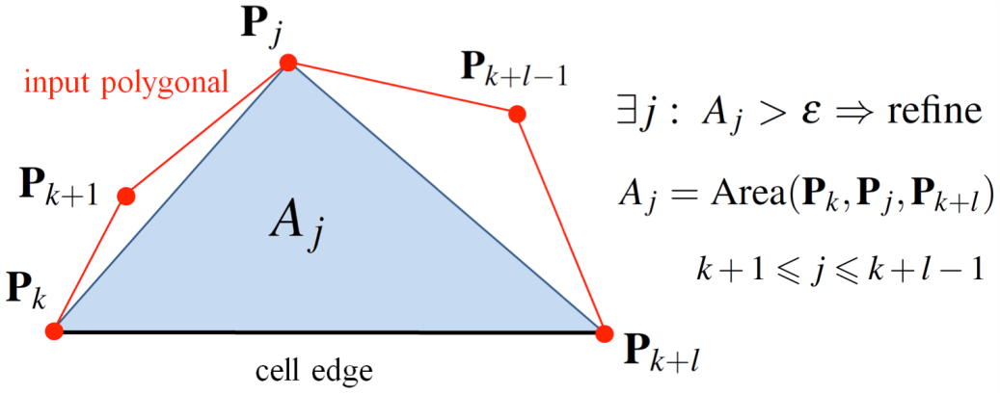 P_j
input polygonal
P_{k+l−1}
∃j : A_j > ε ⇒ refine
P_{k+1}
A_j = Area(P_k, P_j, P_{k+l})
A_j
k+1 ⩽ j ⩽ k+l−1
P_k
P_{k+l}
cell edge